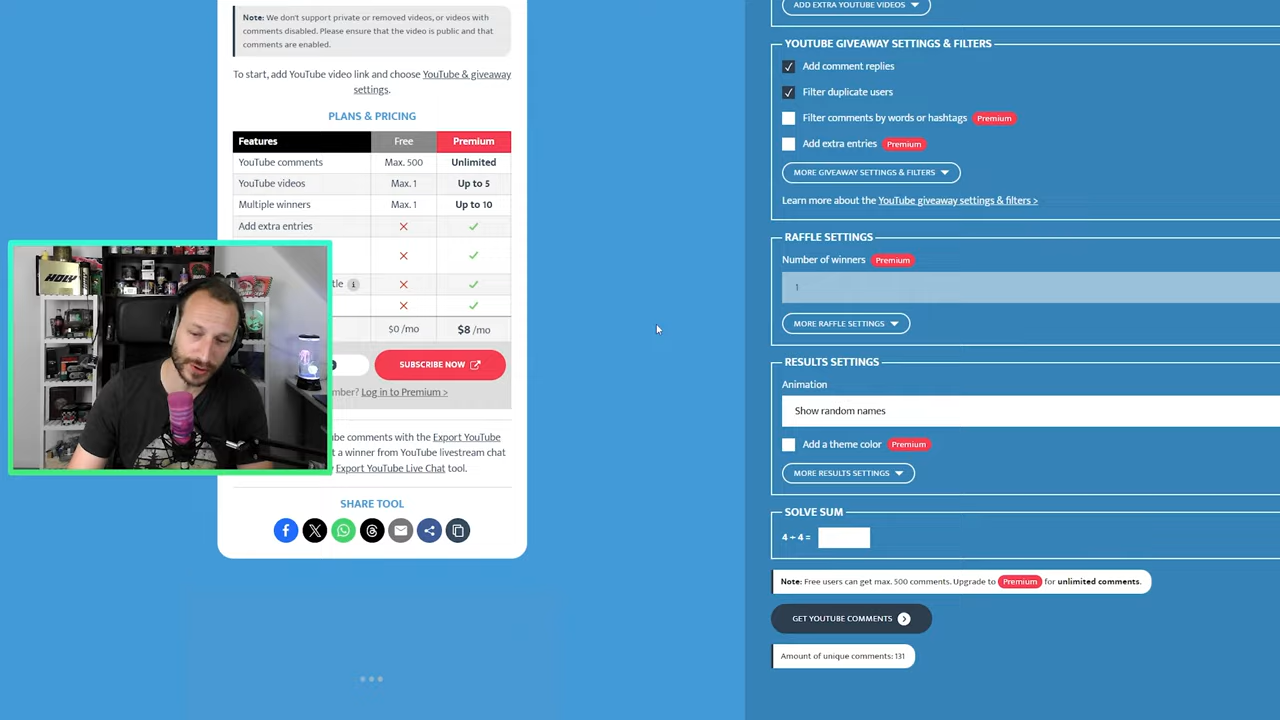 Note: We don't support private or removed videos, or videos with
comments disabled. Please ensure that the video is public and that
comments are enabled.
To start, add YouTube video link and choose YouTube & giveaway
settings.
PLANS & PRICING
Features Free Premium
YouTube comments Max. 500 Unlimited
YouTube videos Max. 1 Up to 5
Multiple winners Max. 1 Up to 10
Add extra entries
$0 /mo $8 /mo
SUBSCRIBE NOW
Log in to Premium >
comments with the Export YouTube
t a winner from YouTube livestream chat
Export YouTube Live Chat tool.
SHARE TOOL
HOLY
ADD EXTRA YOUTUBE VIDEOS
YOUTUBE GIVEAWAY SETTINGS & FILTERS
Add comment replies
Filter duplicate users
Filter comments by words or hashtags Premium
Add extra entries Premium
MORE GIVEAWAY SETTINGS & FILTERS
Learn more about the YouTube giveaway settings & filters >
RAFFLE SETTINGS
Number of winners Premium
1
MORE RAFFLE SETTINGS
RESULTS SETTINGS
Animation
Show random names
Add a theme color Premium
MORE RESULTS SETTINGS
SOLVE SUM
4 ÷ 4 =
Note: Free users can get max. 500 comments. Upgrade to Premium for unlimited comments.
GET YOUTUBE COMMENTS
Amount of unique comments: 131